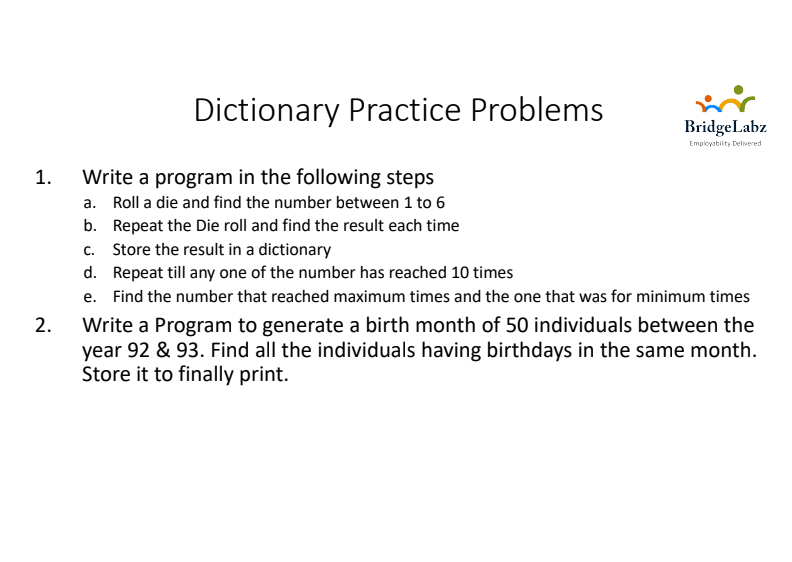 Dictionary Practice Problems
BridgeLabz
Employability Delivered
1. Write a program in the following steps
a. Roll a die and find the number between 1 to 6
b. Repeat the Die roll and find the result each time
c. Store the result in a dictionary
d. Repeat till any one of the number has reached 10 times
e. Find the number that reached maximum times and the one that was for minimum times
2. Write a Program to generate a birth month of 50 individuals between the
year 92 & 93. Find all the individuals having birthdays in the same month.
Store it to finally print.